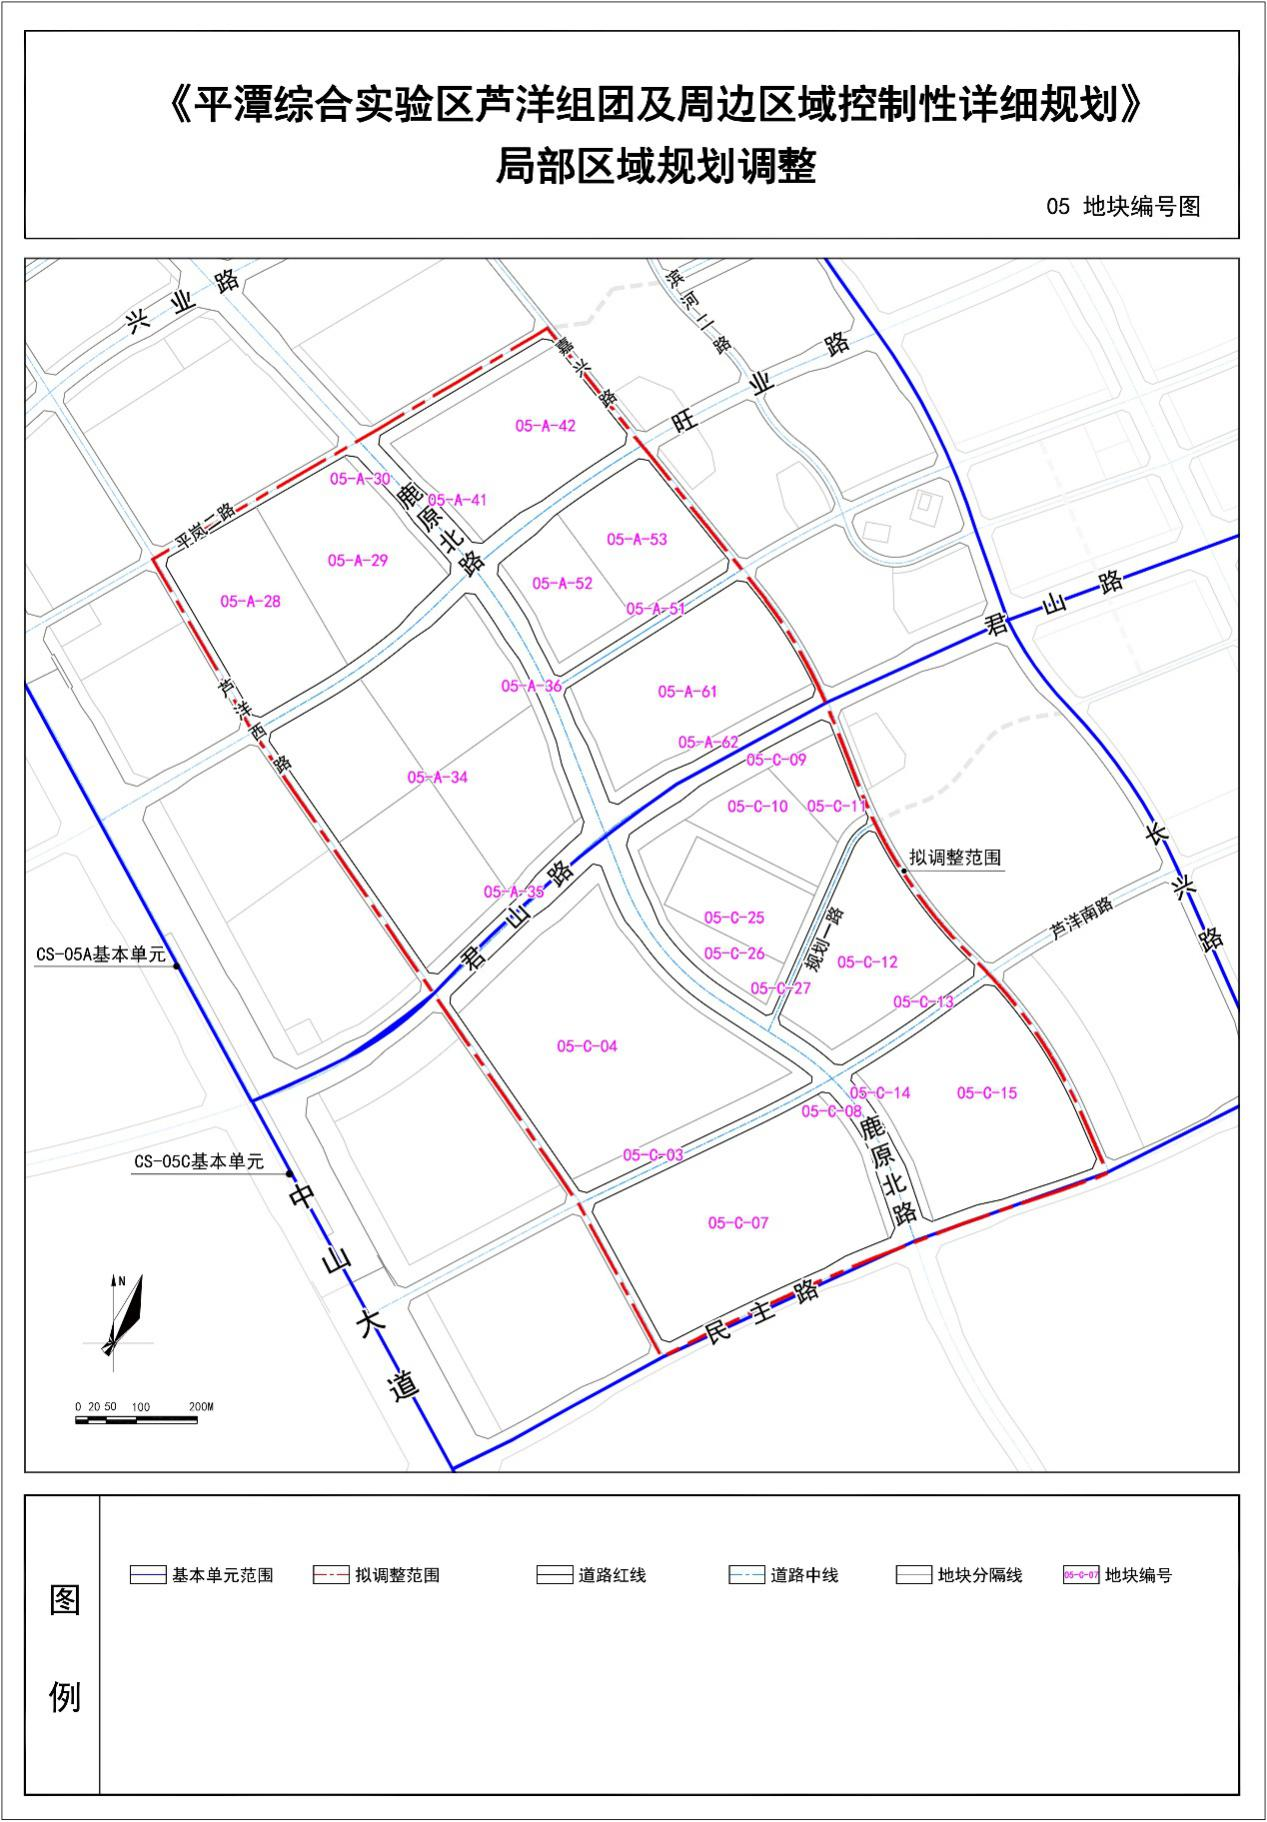 《平潭综合实验区芦洋组团及周边区域控制性详细规划》
局部区域规划调整
05 地块编号图
兴业路
滨河二路
嘉兴路
旺业路
05-A-42
05-A-30
鹿原北路
05-A-41
平岚二路
05-A-53
05-A-29
05-A-52
05-A-28
05-A-51
君山路
05-A-36
05-A-61
芦洋西路
05-A-62
05-C-09
05-A-34
05-C-10
05-C-11
长兴路
拟调整范围
05-A-35
君山路
05-C-25
规划一路
芦洋南路
CS-05A基本单元
05-C-26
05-C-12
05-C-27
05-C-13
05-C-04
05-C-14
05-C-15
05-C-08
鹿原北路
05-C-03
CS-05C基本单元
中山大道
05-C-07
民主路
N
0 20 50 100 200M
图例
基本单元范围
拟调整范围
道路红线
道路中线
地块分隔线
05-C-07 地块编号